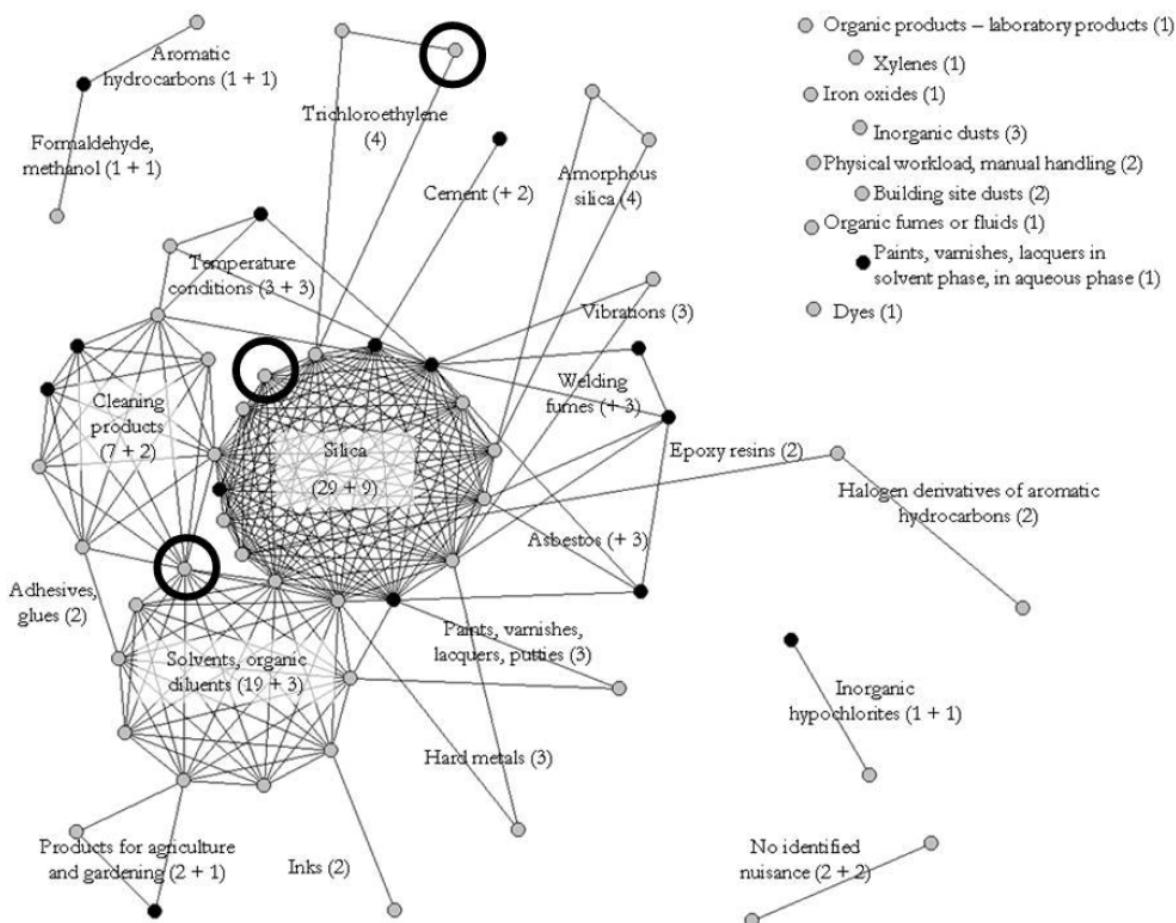 Organic products – laboratory products (1)
Xylenes (1)
Iron oxides (1)
Inorganic dusts (3)
Physical workload, manual handling (2)
Building site dusts (2)
Organic fumes or fluids (1)
Paints, varnishes, lacquers in
solvent phase, in aqueous phase (1)
Dyes (1)
Aromatic
hydrocarbons (1 + 1)
Formaldehyde,
methanol (1 + 1)
Trichloroethylene
(4)
Cement (+ 2)
Amorphous
silica (4)
Temperature
conditions (3 + 3)
Vibrations (3)
Welding
fumes (+ 3)
Cleaning
products
(7 + 2)
Silica
(29 + 9)
Epoxy resins (2)
Halogen derivatives of aromatic
hydrocarbons (2)
Asbestos (+ 3)
Adhesives,
glues (2)
Paints, varnishes,
lacquers, putties (3)
Solvents, organic
diluents (19 + 3)
Inorganic
hypochlorites (1 + 1)
Hard metals (3)
Products for agriculture
and gardening (2 + 1)
Inks (2)
No identified
nuisance (2 + 2)